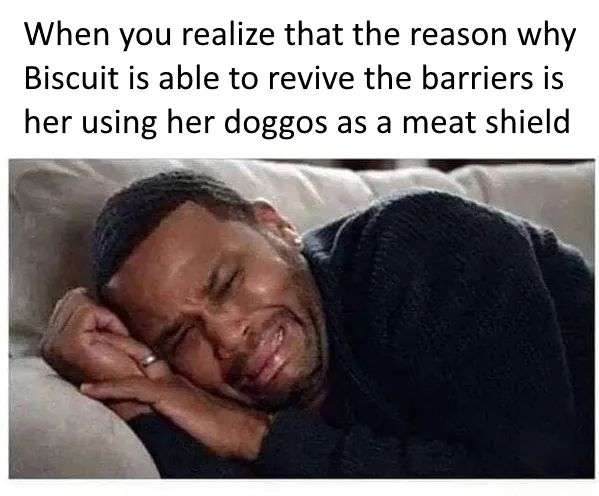 When you realize that the reason why
Biscuit is able to revive the barriers is
her using her doggos as a meat shield